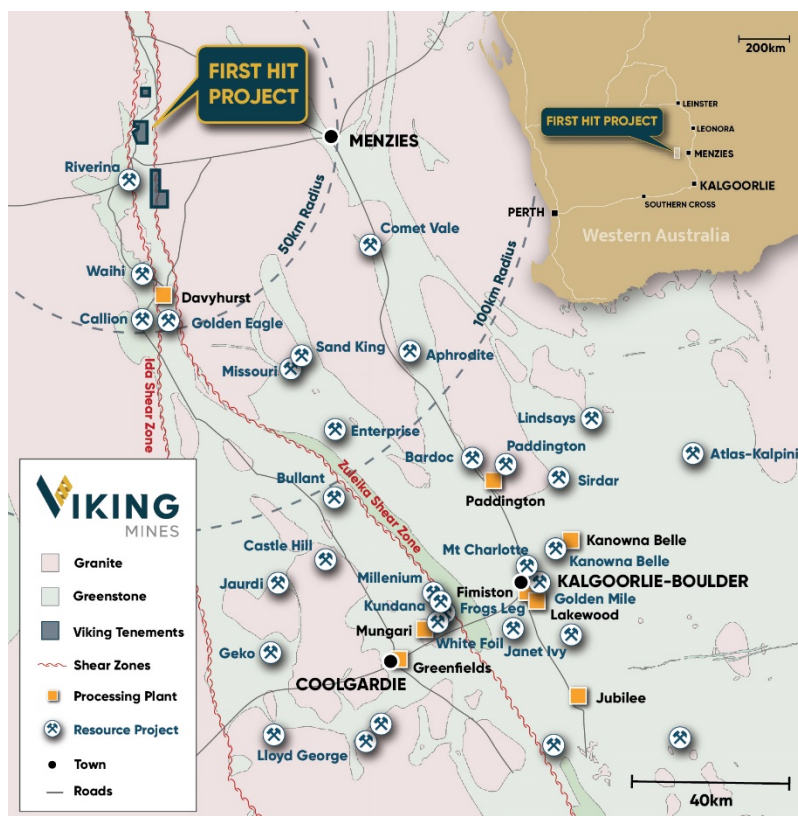 FIRST HIT
PROJECT
200km
LEINSTER
LEONORA
FIRST HIT PROJECT
MENZIES
KALGOORLIE
PERTH
SOUTHERN CROSS
Western Australia
MENZIES
Riverina
50km Radius
Comet Vale
100km Radius
Waihi
Davyhurst
Callion
Golden Eagle
Ida Shear Zone
Sand King
Missouri
Aphrodite
Lindsays
Enterprise
Bardoc
Paddington
Atlas-Kalpini
Bullant
Zuleika Shear Zone
Paddington
Sirdar
Kanowna Belle
Castle Hill
Mt Charlotte
Kanowna Belle
Jaurdi
Millenium
Fimiston
KALGOORLIE-BOULDER
Kundana
Frogs Leg
Golden Mile
Lakewood
Mungari
White Foil
Janet Ivy
Geko
Greenfields
COOLGARDIE
Jubilee
Lloyd George
40km
VIKING
MINES
Granite
Greenstone
Viking Tenements
Shear Zones
Processing Plant
Resource Project
Town
Roads